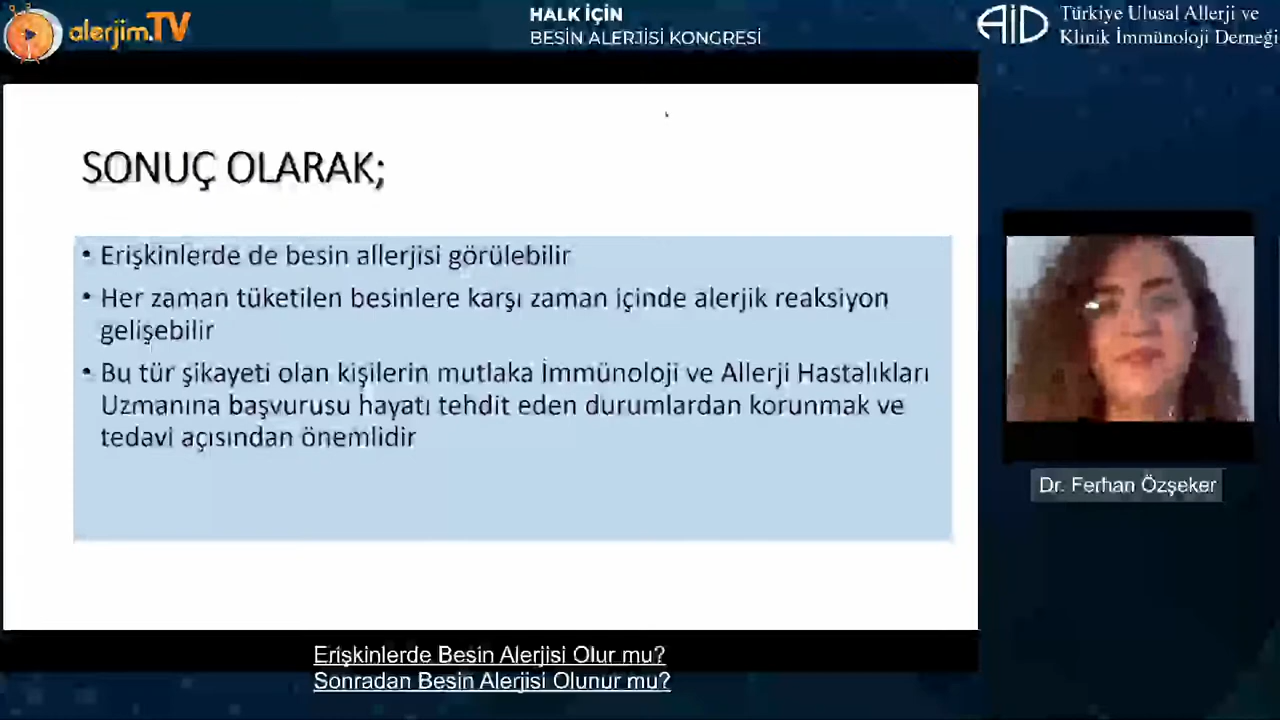 alerjim.TV
HALK İÇİN
BESİN ALERJİSİ KONGRESİ
AID
Türkiye Ulusal Allerji ve
Klinik İmmünoloji Derneği
SONUÇ OLARAK;
• Erişkinlerde de besin allerjisi görülebilir
• Her zaman tüketilen besinlere karşı zaman içinde alerjik reaksiyon
gelişebilir
• Bu tür şikayeti olan kişilerin mutlaka İmmünoloji ve Allerji Hastalıkları
Uzmanına başvurusu hayatı tehdit eden durumlardan korunmak ve
tedavi açısından önemlidir
Dr. Ferhan Özşeker
Erişkinlerde Besin Alerjisi Olur mu?
Sonradan Besin Alerjisi Olunur mu?